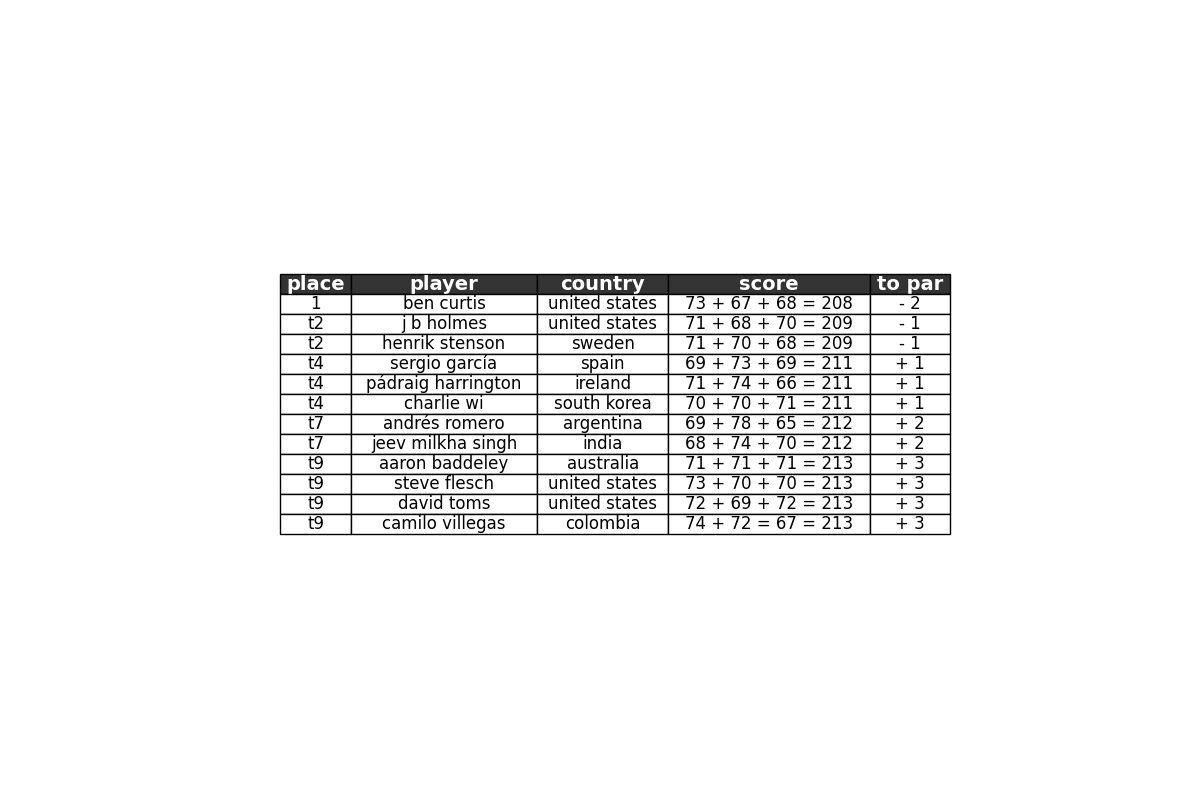 place player country score to par
1 ben curtis united states 73 + 67 + 68 = 208 - 2
t2 j b holmes united states 71 + 68 + 70 = 209 - 1
t2 henrik stenson sweden 71 + 70 + 68 = 209 - 1
t4 sergio garcía spain 69 + 73 + 69 = 211 + 1
t4 pádraig harrington ireland 71 + 74 + 66 = 211 + 1
t4 charlie wi south korea 70 + 70 + 71 = 211 + 1
t7 andrés romero argentina 69 + 78 + 65 = 212 + 2
t7 jeev milkha singh india 68 + 74 + 70 = 212 + 2
t9 aaron baddeley australia 71 + 71 + 71 = 213 + 3
t9 steve flesch united states 73 + 70 + 70 = 213 + 3
t9 david toms united states 72 + 69 + 72 = 213 + 3
t9 camilo villegas colombia 74 + 72 = 67 = 213 + 3